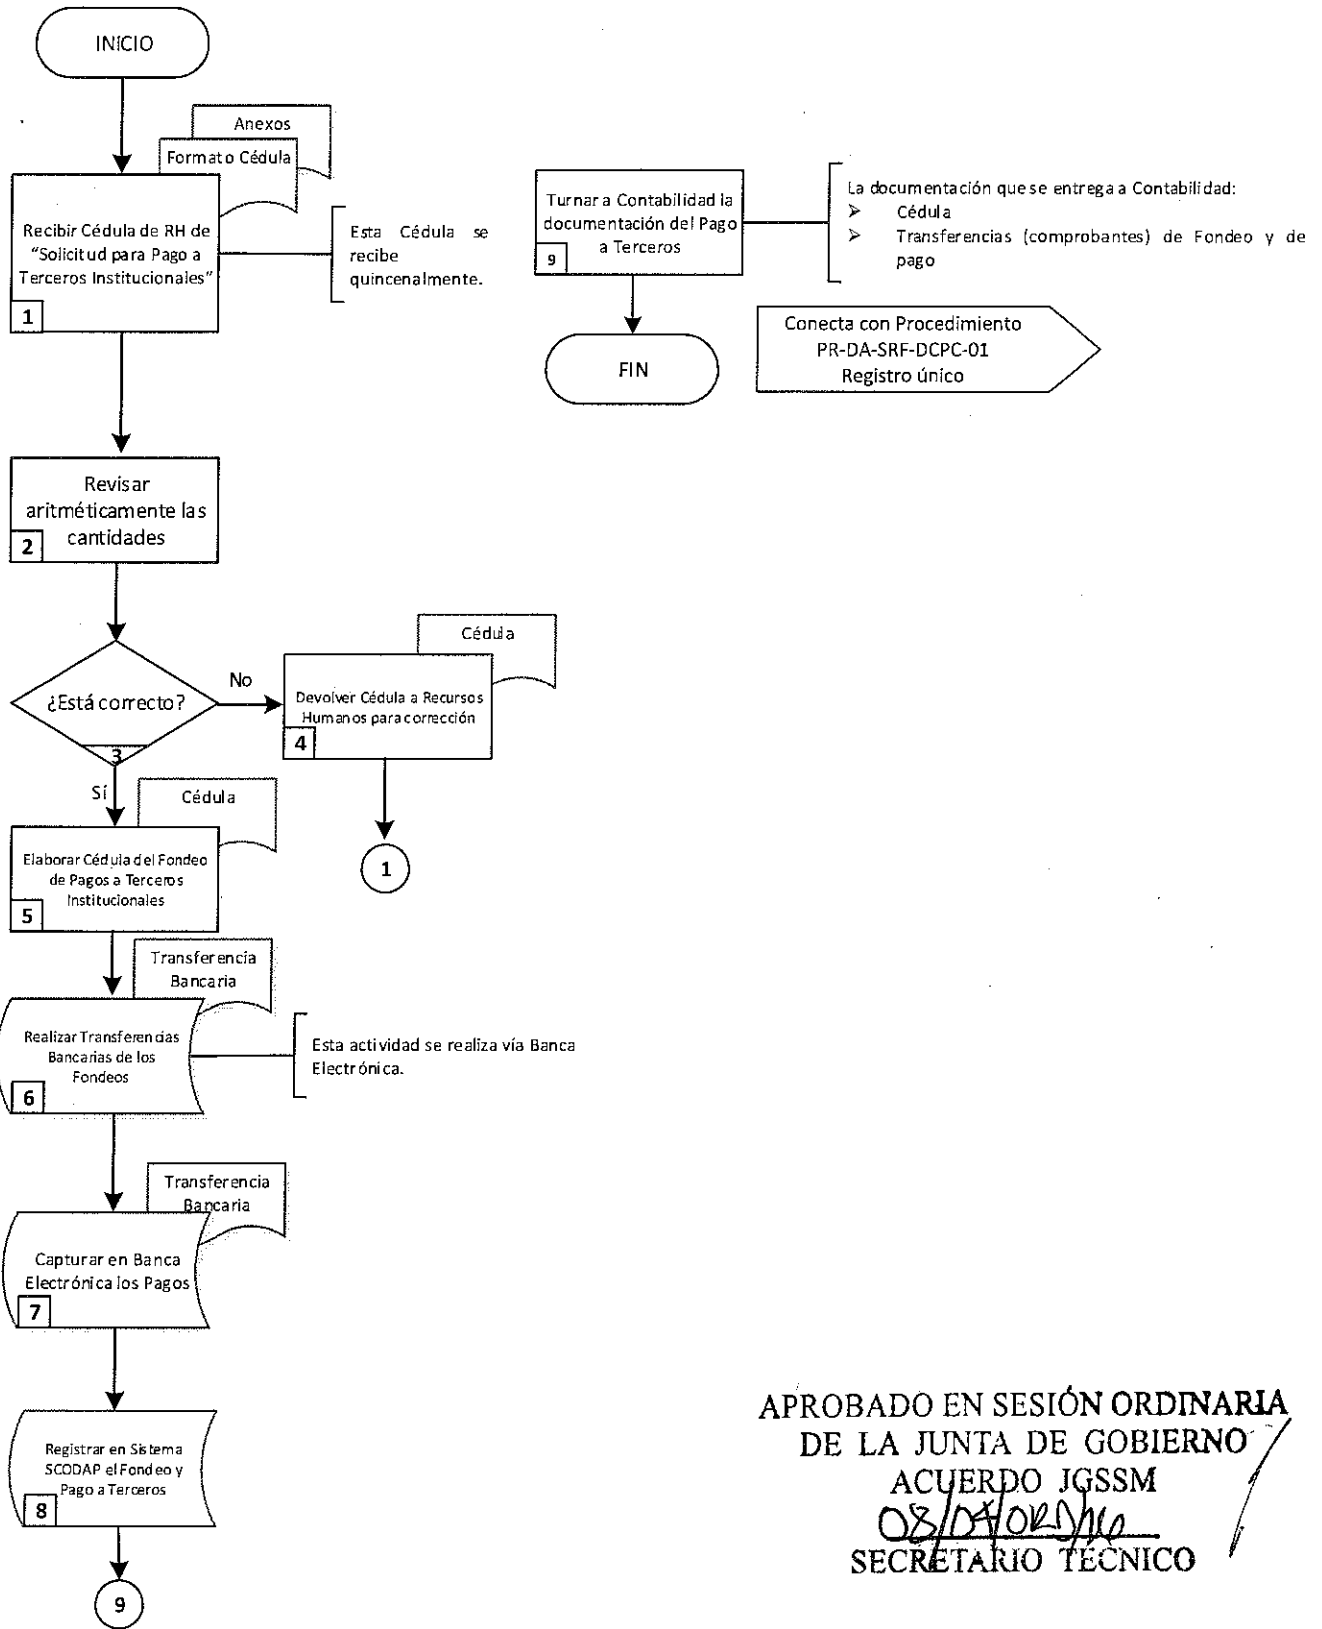 INICIO
Anexos
Formato Cédula
Recibir Cédula de RH de
"Solicitud para Pago a
Terceros Institucionales"
1
Esta Cédula se
recibe
quincenalmente.
Revisar
aritméticamente las
cantidades
2
¿Está correcto?
3
No
Cédula
Devolver Cédula a Recursos
Humanos para corrección
4
1
Sí
Cédula
Elaborar Cédula del Fondeo
de Pagos a Terceros
Institucionales
5
Transferencia
Bancaria
Realizar Transferencias
Bancarias de los
Fondeos
6
Esta actividad se realiza vía Banca
Electrónica.
Transferencia
Bancaria
Capturar en Banca
Electrónica los Pagos
7
Registrar en Sistema
SCODAP el Fondeo y
Pago a Terceros
8
9
Turnar a Contabilidad la
documentación del Pago
a Terceros
9
La documentación que se entrega a Contabilidad:
➢ Cédula
➢ Transferencias (comprobantes) de Fondeo y de
pago
FIN
Conecta con Procedimiento
PR-DA-SRF-DCPC-01
Registro único
APROBADO EN SESIÓN ORDINARIA
DE LA JUNTA DE GOBIERNO
ACUERDO JGSSM
SECRETARIO TÉCNICO